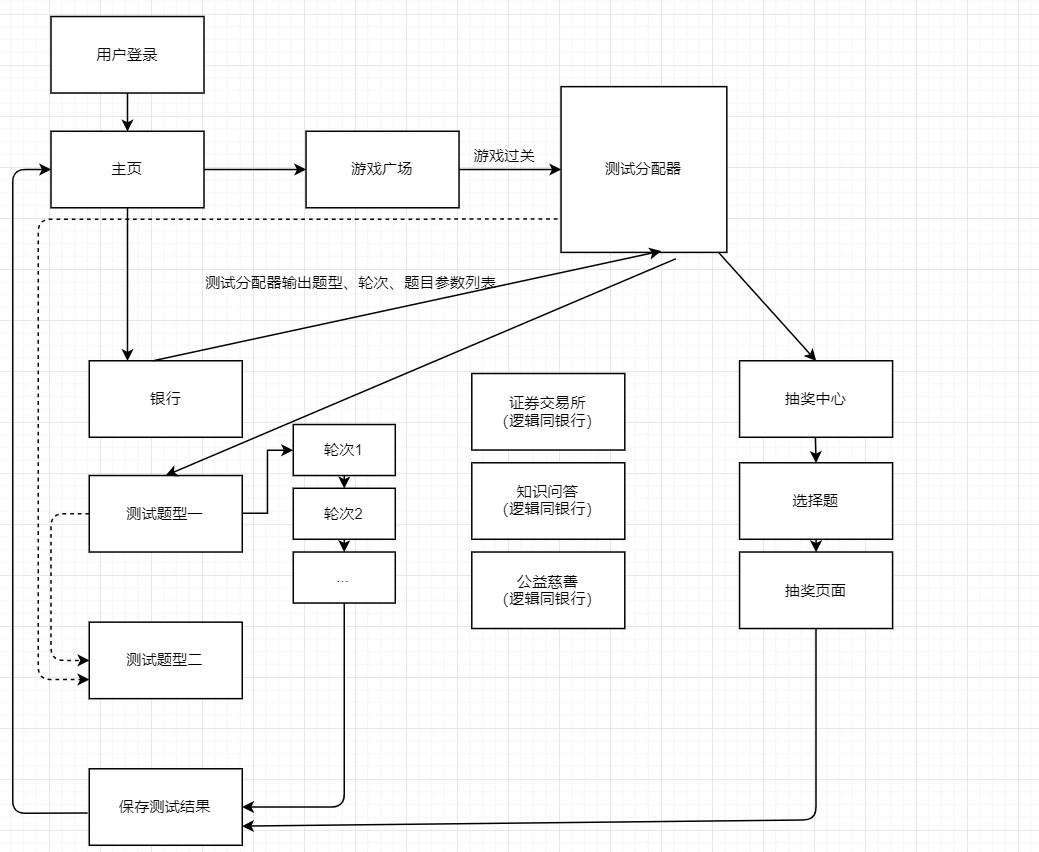 用户登录
主页
游戏广场
游戏过关
测试分配器
测试分配器输出题型、轮次、题目参数列表
银行
证券交易所
(逻辑同银行)
抽奖中心
轮次1
测试题型一
轮次2
知识问答
(逻辑同银行)
选择题
...
公益慈善
(逻辑同银行)
抽奖页面
测试题型二
保存测试结果